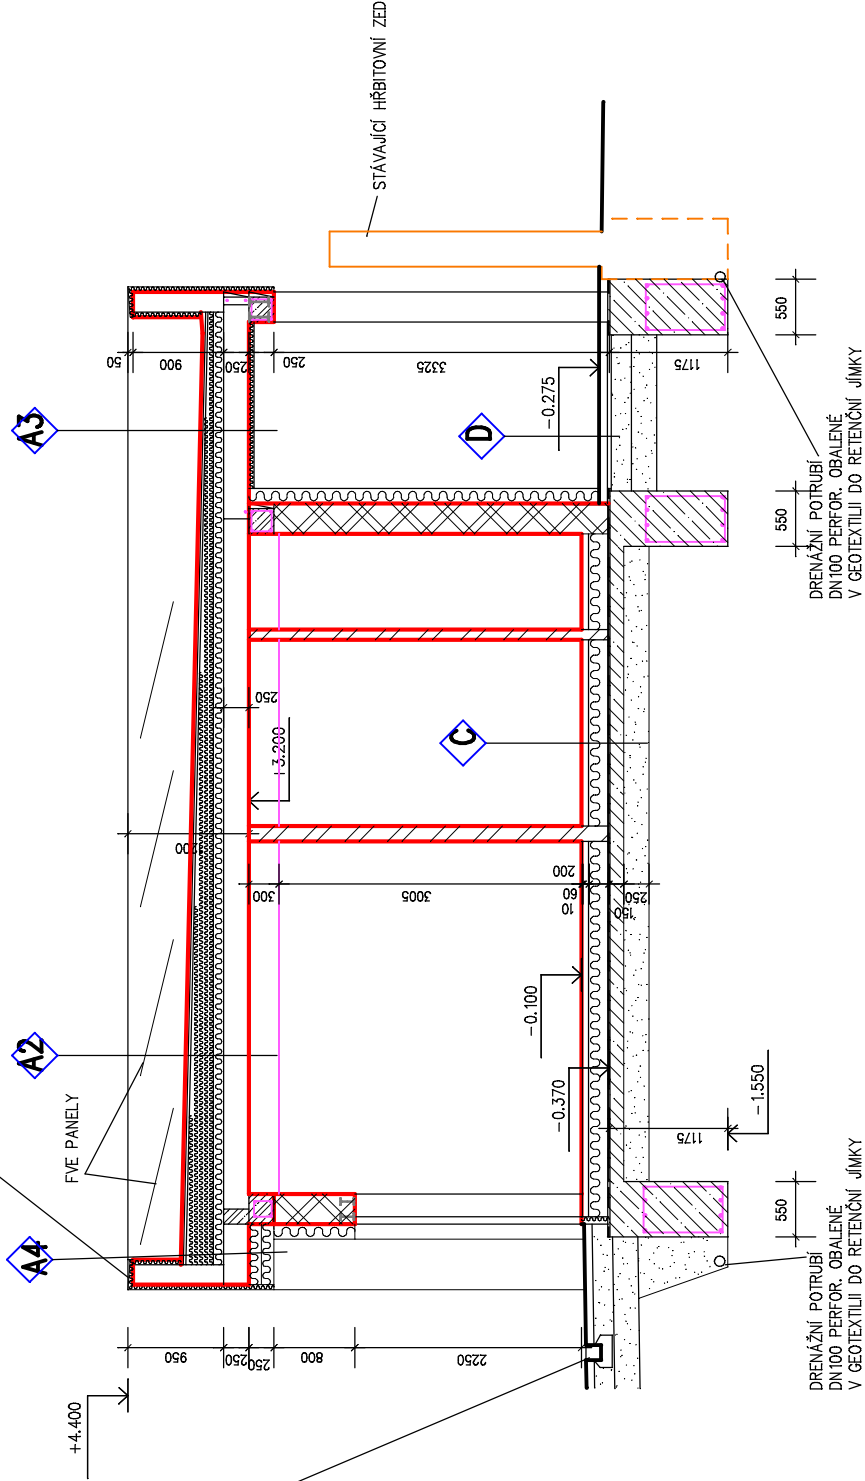 STÁVAJÍCÍ HŘBITOVNÍ ZED
50
900
250
250
3325
1175
550
-0.275
A3
D
DRENÁŽNÍ POTRUBÍ
DN100 PERFOR. OBALENÉ
V GEOTEXTILII DO RETENČNÍ JÍMKY
550
250
+3.200
C
1200
300
3005
200
60
10
150
250
-0.100
-0.370
A2
FVE PANELY
-1.550
1175
550
A4
DRENÁŽNÍ POTRUBÍ
DN100 PERFOR. OBALENÉ
V GEOTEXTILII DO RETENČNÍ JÍMKY
950
250
250
800
2250
+4.400